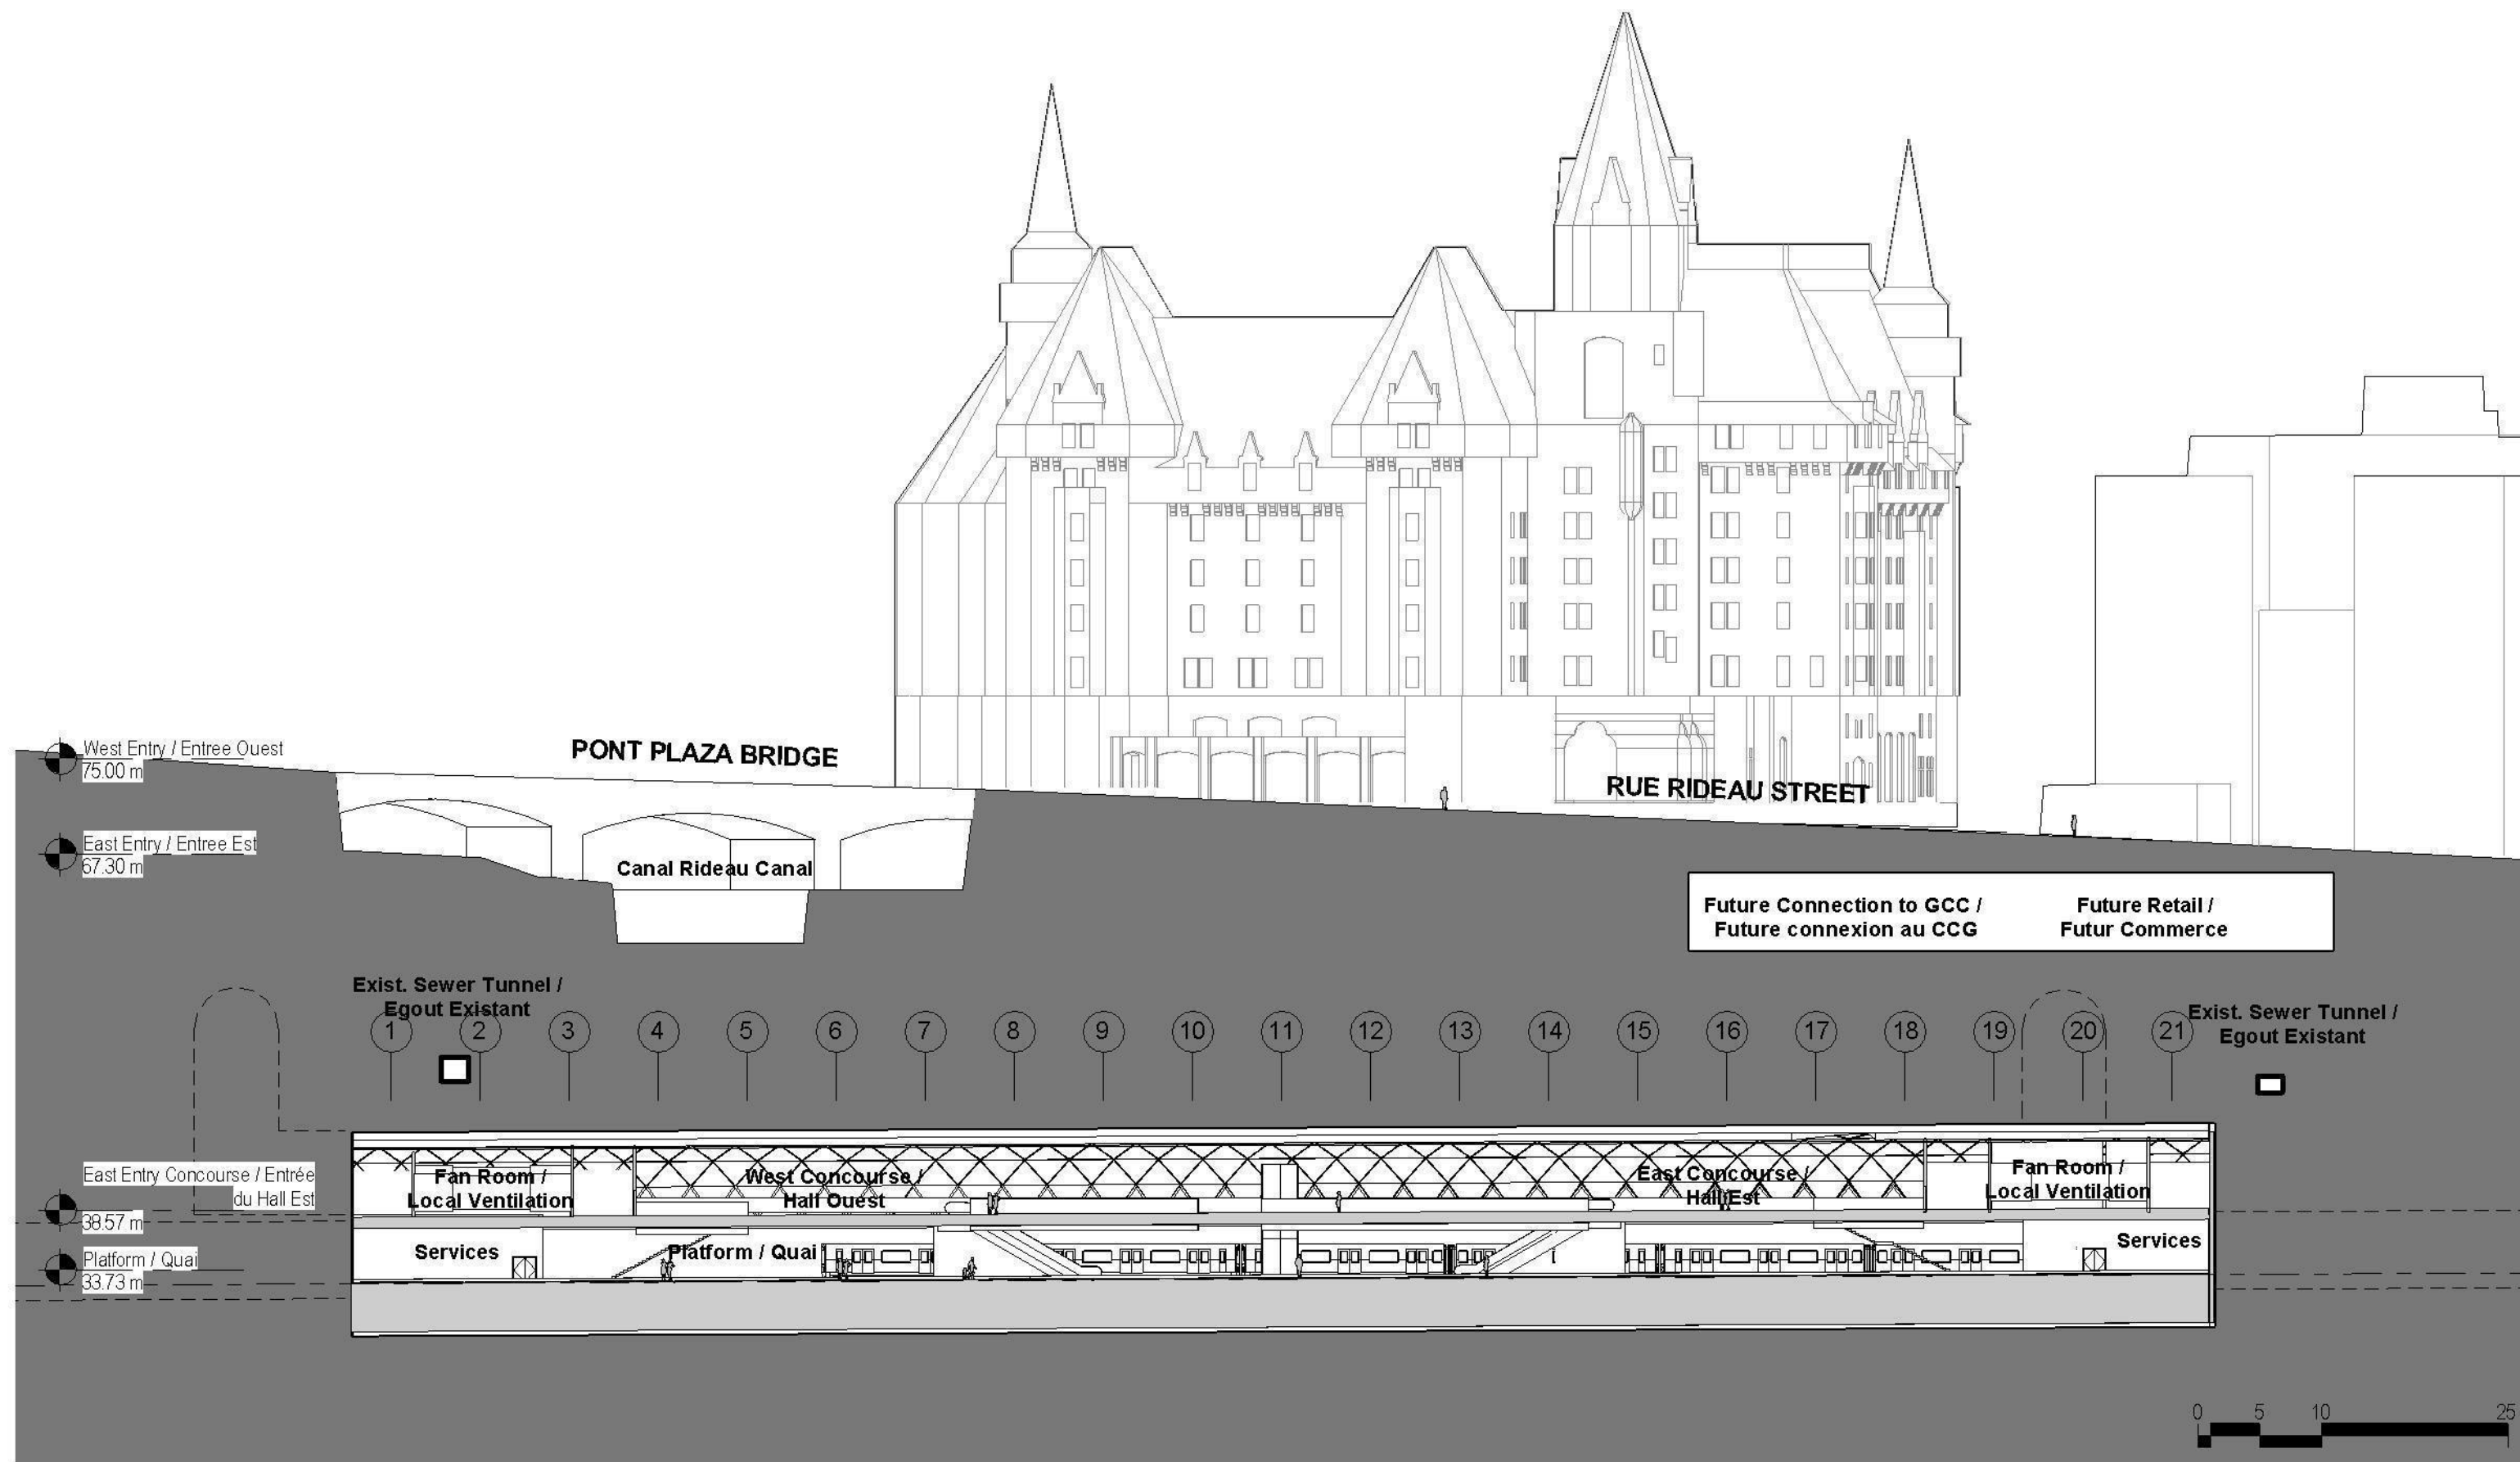 West Entry / Entree Ouest
75.00 m
PONT PLAZA BRIDGE
RUE RIDEAU STREET
East Entry / Entree Est
67.30 m
Canal Rideau Canal
Future Connection to GCC /
Future connexion au CCG
Future Retail /
Futur Commerce
Exist. Sewer Tunnel /
Egout Existant
Exist. Sewer Tunnel /
Egout Existant
1 2 3 4 5 6 7 8 9 10 11 12 13 14 15 16 17 18 19 20 21
East Entry Concourse / Entrée
du Hall Est
38.57 m
Fan Room /
Local Ventilation
West Concourse /
Hall Ouest
East Concourse /
Hall Est
Fan Room /
Local Ventilation
Platform / Quai
33.73 m
Services
Platform / Quai
Services
0 5 10 25